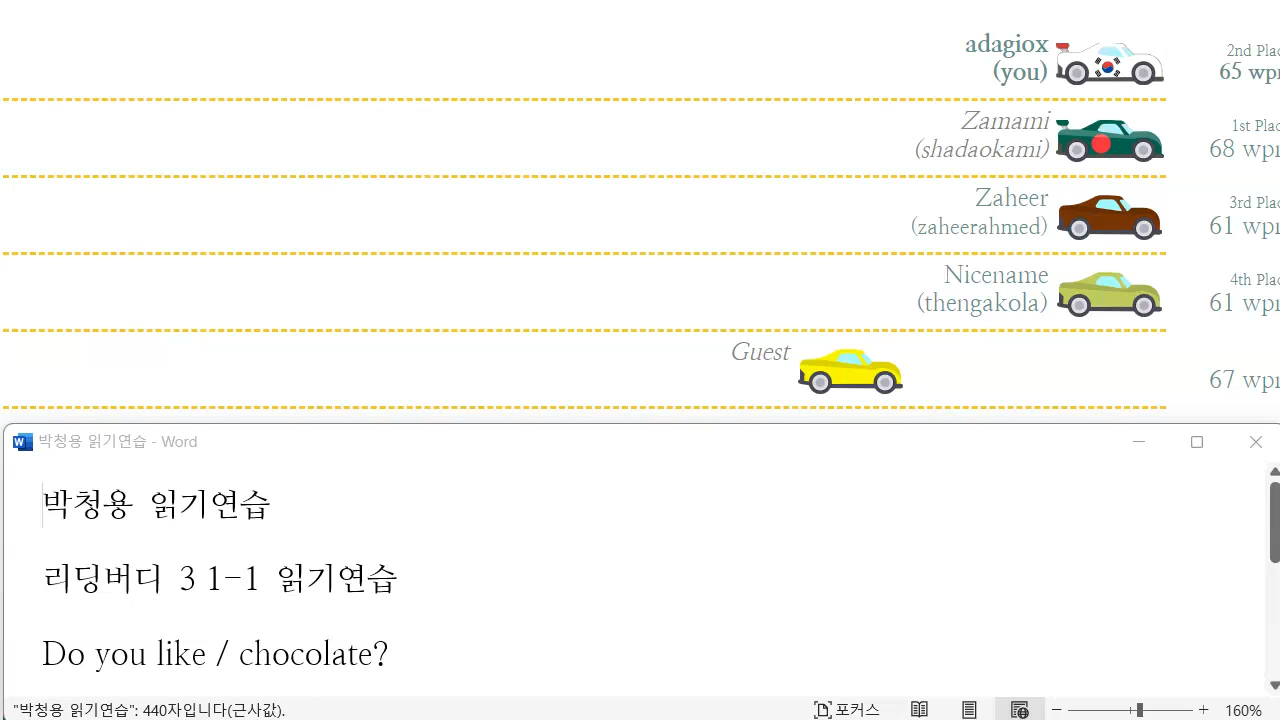 adagiox
(you)
2nd Plac
65 wpr
Zamami
(shadaokami)
1st Plac
68 wpr
Zaheer
(zaheerahmed)
3rd Plac
61 wpr
Nicename
(thengakola)
4th Plac
61 wpr
Guest
67 wpr
박청용 읽기연습 - Word
박청용 읽기연습
리딩버디 3 1-1 읽기연습
Do you like / chocolate?
"박청용 읽기연습": 440자입니다(근사값).
포커스
160%